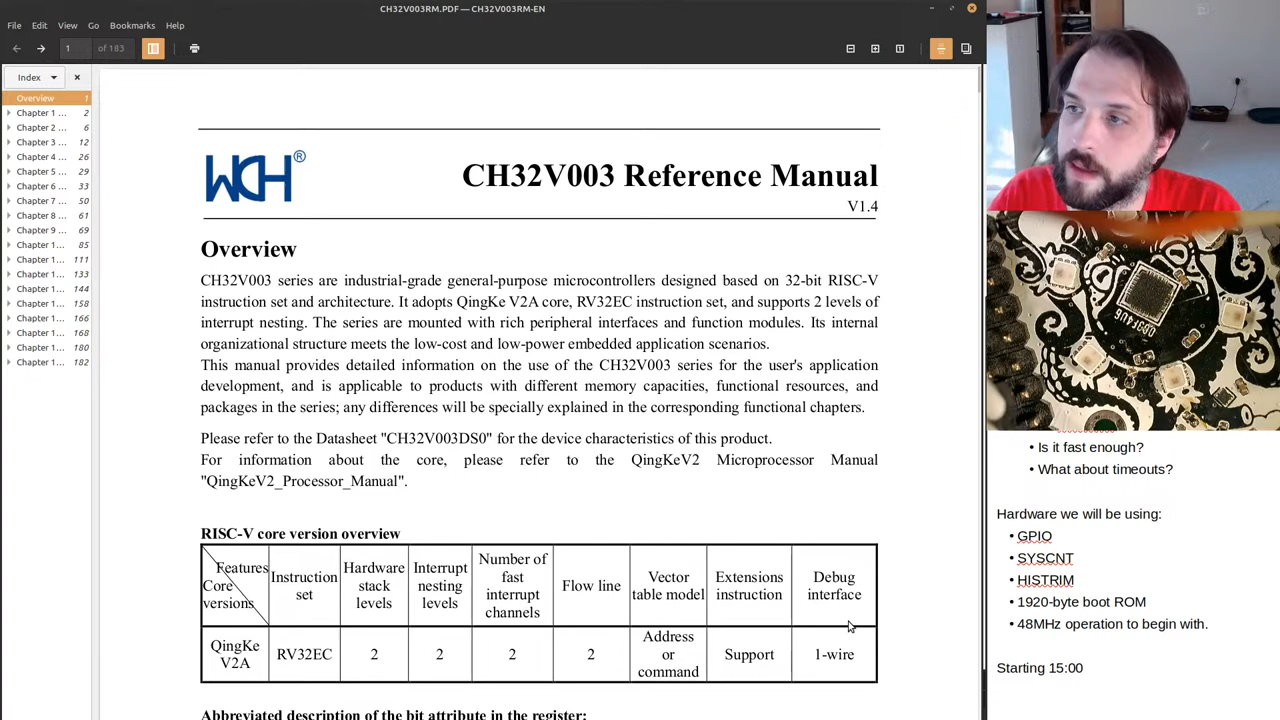 CH32V003RM.PDF — CH32V003RM-EN
File Edit View Go Bookmarks Help
1 of 183
Index
Overview 1
Chapter 1 ... 2
Chapter 2 ... 6
Chapter 3 ... 12
Chapter 4 ... 26
Chapter 5 ... 29
Chapter 6 ... 33
Chapter 7 ... 50
Chapter 8 ... 61
Chapter 9 ... 69
Chapter 1... 85
Chapter 1... 111
Chapter 1... 133
Chapter 1... 144
Chapter 1... 158
Chapter 1... 166
Chapter 1... 168
Chapter 1... 180
Chapter 1... 182
WCH®
CH32V003 Reference Manual
V1.4
Overview
CH32V003 series are industrial-grade general-purpose microcontrollers designed based on 32-bit RISC-V
instruction set and architecture. It adopts QingKe V2A core, RV32EC instruction set, and supports 2 levels of
interrupt nesting. The series are mounted with rich peripheral interfaces and function modules. Its internal
organizational structure meets the low-cost and low-power embedded application scenarios.
This manual provides detailed information on the use of the CH32V003 series for the user's application
development, and is applicable to products with different memory capacities, functional resources, and
packages in the series; any differences will be specially explained in the corresponding functional chapters.
Please refer to the Datasheet "CH32V003DS0" for the device characteristics of this product.
For information about the core, please refer to the QingKeV2 Microprocessor Manual
"QingKeV2_Processor_Manual".
RISC-V core version overview
Features
Core
versions
Instruction
set
Hardware
stack
levels
Interrupt
nesting
levels
Number of
fast
interrupt
channels
Flow line
Vector
table model
Extensions
instruction
Debug
interface
QingKe
V2A
RV32EC
2
2
2
2
Address
or
command
Support
1-wire
Abbreviated description of the bit attribute in the register:
003F4U6
• Is it fast enough?
• What about timeouts?
Hardware we will be using:
• GPIO
• SYSCNT
• HISTRIM
• 1920-byte boot ROM
• 48MHz operation to begin with.
Starting 15:00